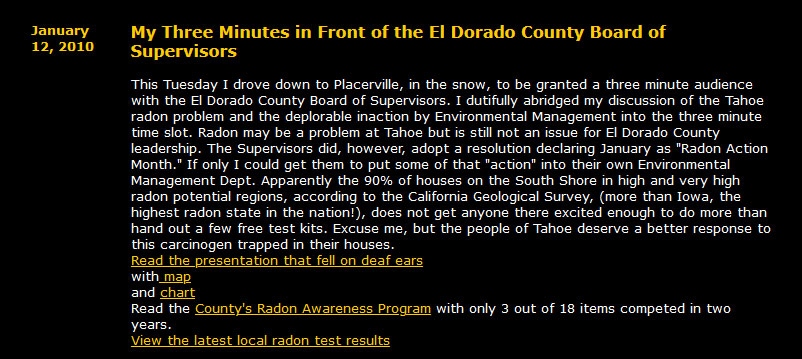 January 12, 2010
My Three Minutes in Front of the El Dorado County Board of
Supervisors
This Tuesday I drove down to Placerville, in the snow, to be granted a three minute audience
with the El Dorado County Board of Supervisors. I dutifully abridged my discussion of the Tahoe
radon problem and the deplorable inaction by Environmental Management into the three minute
time slot. Radon may be a problem at Tahoe but is still not an issue for El Dorado County
leadership. The Supervisors did, however, adopt a resolution declaring January as "Radon Action
Month." If only I could get them to put some of that "action" into their own Environmental
Management Dept. Apparently the 90% of houses on the South Shore in high and very high
radon potential regions, according to the California Geological Survey, (more than Iowa, the
highest radon state in the nation!), does not get anyone there excited enough to do more than
hand out a few free test kits. Excuse me, but the people of Tahoe deserve a better response to
this carcinogen trapped in their houses.
Read the presentation that fell on deaf ears
with map
and chart
Read the County's Radon Awareness Program with only 3 out of 18 items competed in two
years.
View the latest local radon test results